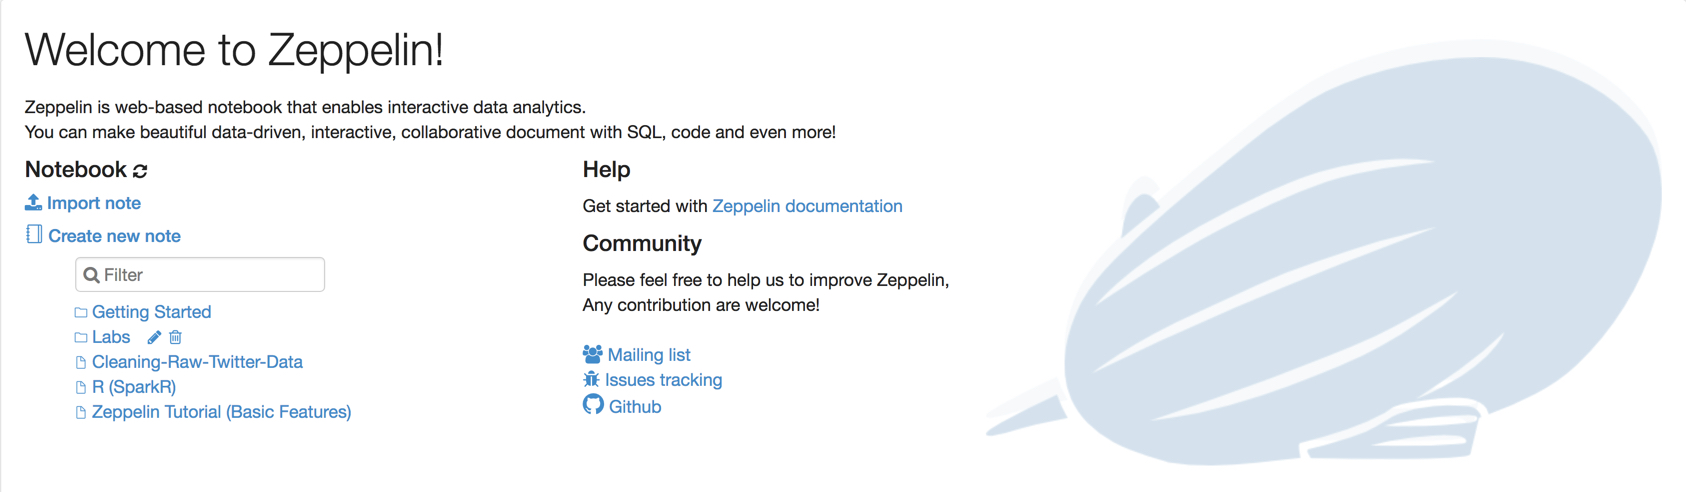 Welcome to Zeppelin!
Zeppelin is web-based notebook that enables interactive data analytics.
You can make beautiful data-driven, interactive, collaborative document with SQL, code and even more!
Notebook
Import note
Create new note
Filter
Getting Started
Labs
Cleaning-Raw-Twitter-Data
R (SparkR)
Zeppelin Tutorial (Basic Features)
Help
Get started with Zeppelin documentation
Community
Please feel free to help us to improve Zeppelin,
Any contribution are welcome!
Mailing list
Issues tracking
Github